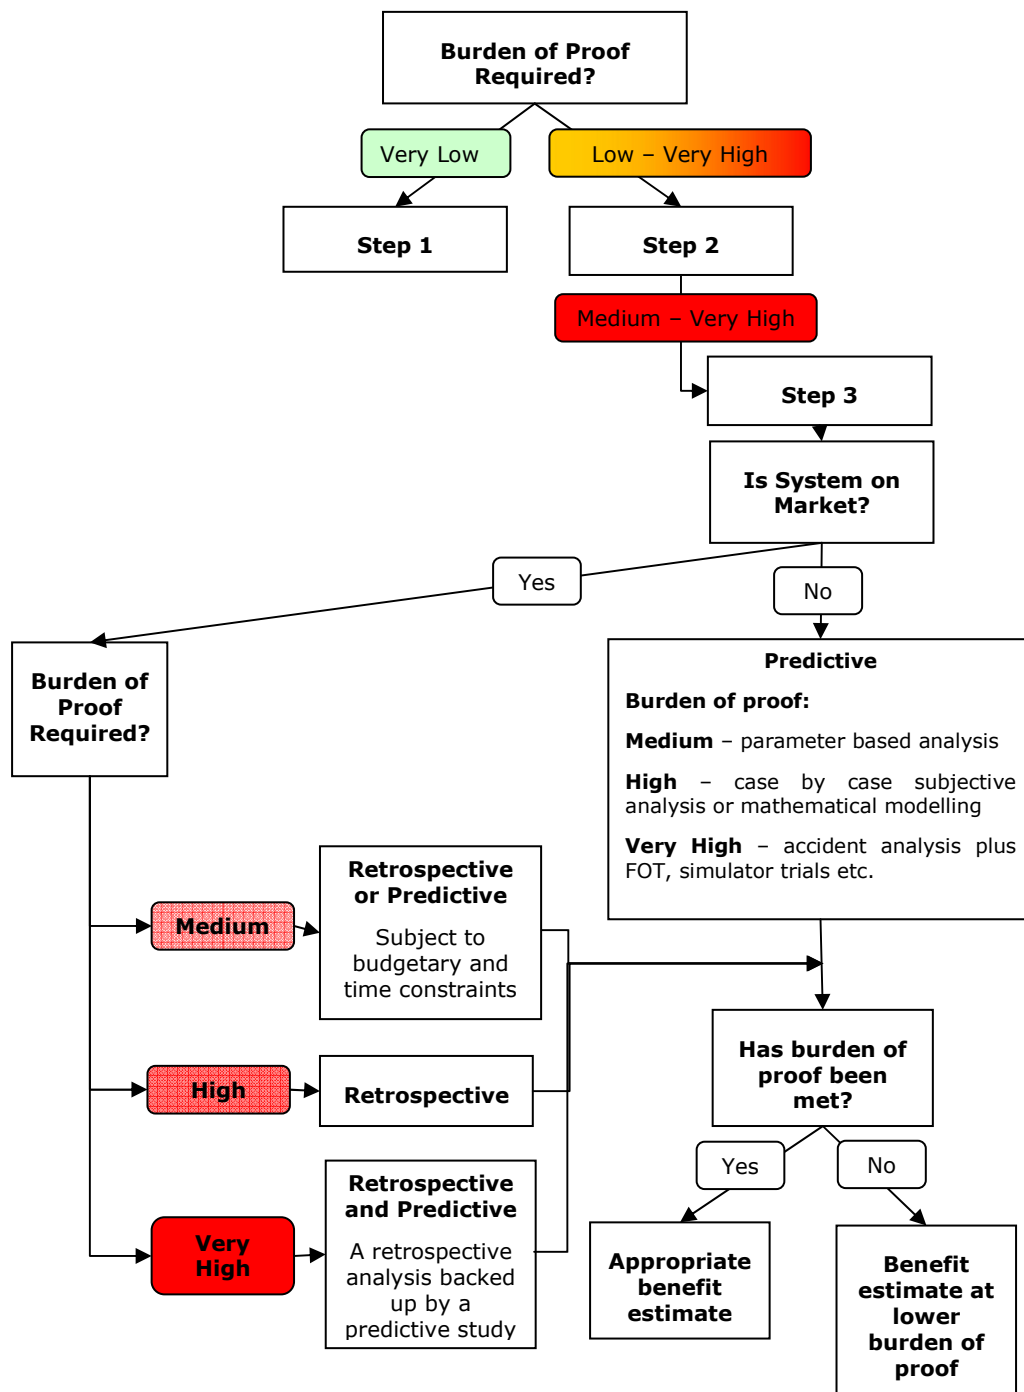 Burden of Proof
Required?
Very Low
Low – Very High
Step 1
Step 2
Medium – Very High
Step 3
Is System on
Market?
Yes
No
Burden of
Proof
Required?
Predictive
Burden of proof:
Medium – parameter based analysis
High – case by case subjective
analysis or mathematical modelling
Very High – accident analysis plus
FOT, simulator trials etc.
Medium
Retrospective
or Predictive
Subject to
budgetary and
time constraints
High
Retrospective
Has burden of
proof been
met?
Yes
No
Very
High
Retrospective
and Predictive
A retrospective
analysis backed
up by a
predictive study
Appropriate
benefit
estimate
Benefit
estimate at
lower
burden of
proof